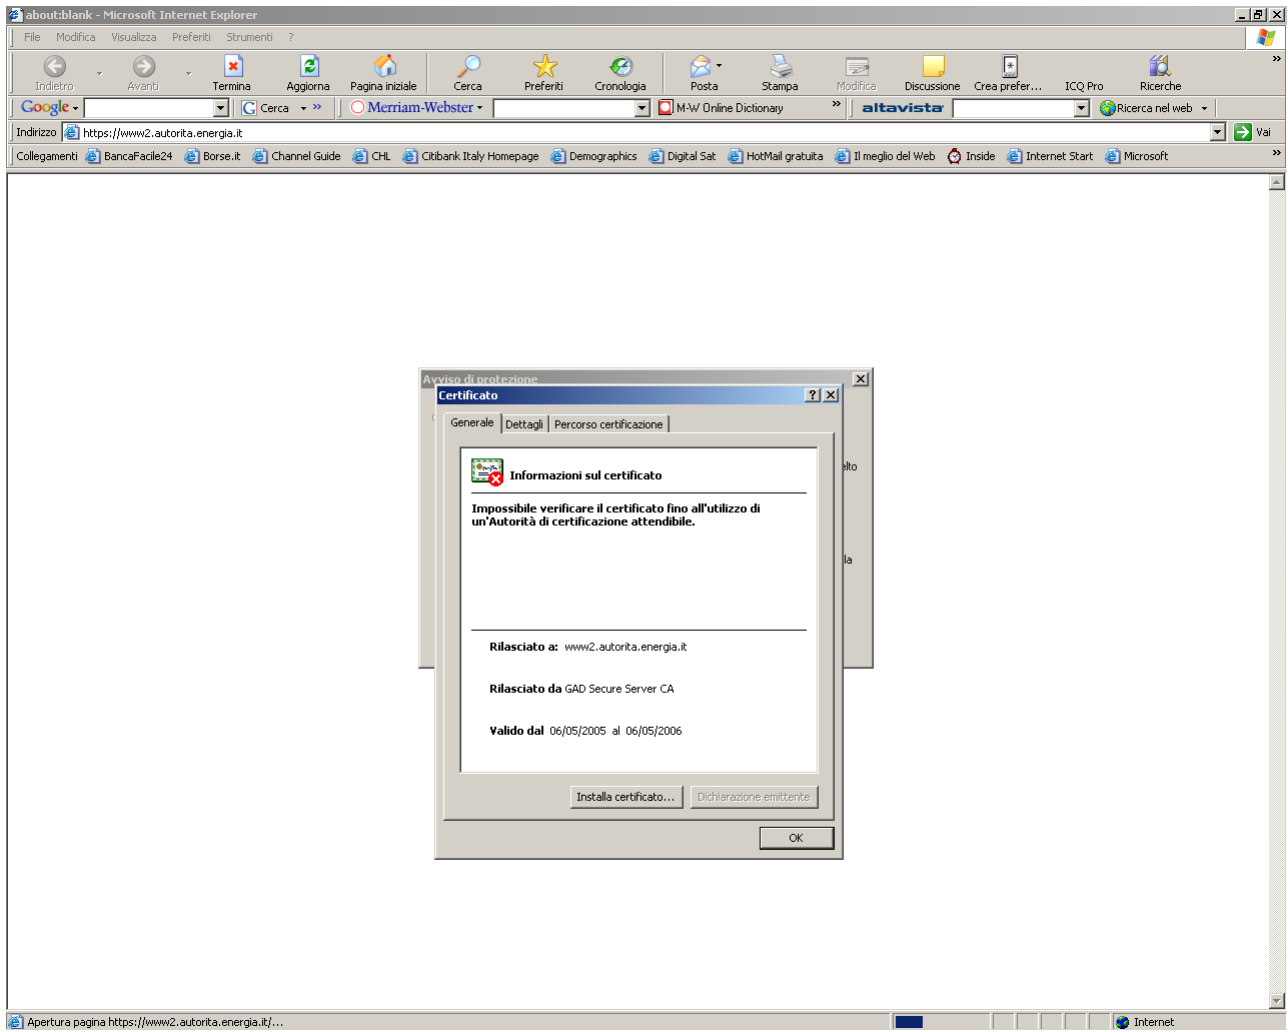 about:blank - Microsoft Internet Explorer
File Modifica Visualizza Preferiti Strumenti ?
Indietro Avanti Termina Aggiorna Pagina iniziale Cerca Preferiti Cronologia Posta Stampa Modifica Discussione Crea prefer... ICQ Pro Ricerche »
Google G Cerca » Merriam-Webster M-W Online Dictionary » altavista Ricerca nel web
Indirizzo https://www2.autorita.energia.it Vai
Collegamenti BancaFacile24 Borse.it Channel Guide CHL Citibank Italy Homepage Demographics Digital Sat HotMail gratuita Il meglio del Web Inside Internet Start Microsoft »
Avviso di protezione
Certificato
Generale Dettagli Percorso certificazione
elto
Informazioni sul certificato
Impossibile verificare il certificato fino all'utilizzo di
un'Autorità di certificazione attendibile.
la
Rilasciato a: www2.autorita.energia.it
Rilasciato da GAD Secure Server CA
Valido dal 06/05/2005 al 06/05/2006
Installa certificato... Dichiarazione emittente
OK
Apertura pagina https://www2.autorita.energia.it/... Internet